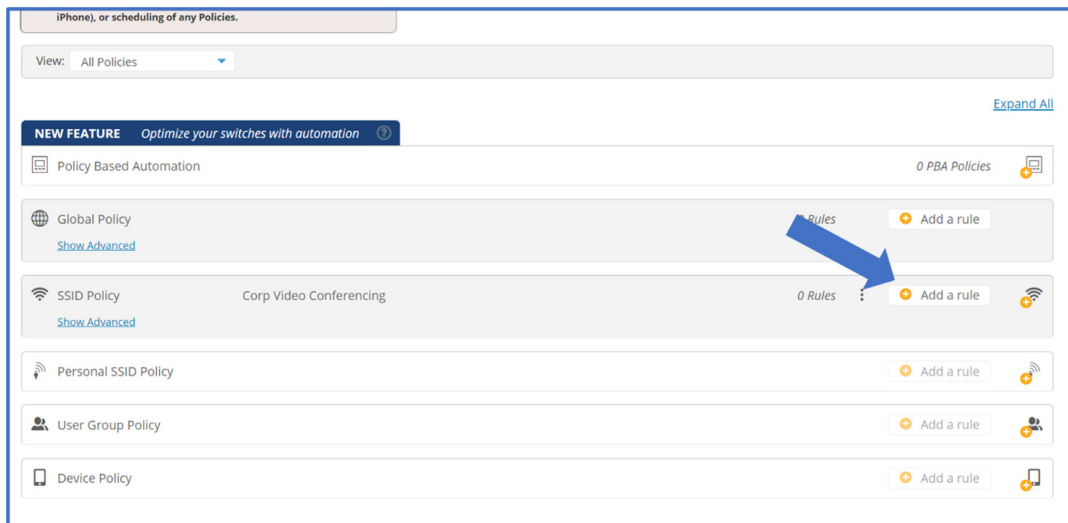 iPhone), or scheduling of any Policies.
View: All Policies
Expand All
NEW FEATURE Optimize your switches with automation ?
Policy Based Automation 0 PBA Policies
Global Policy Rules Add a rule
Show Advanced
SSID Policy Corp Video Conferencing 0 Rules Add a rule
Show Advanced
Personal SSID Policy Add a rule
User Group Policy Add a rule
Device Policy Add a rule